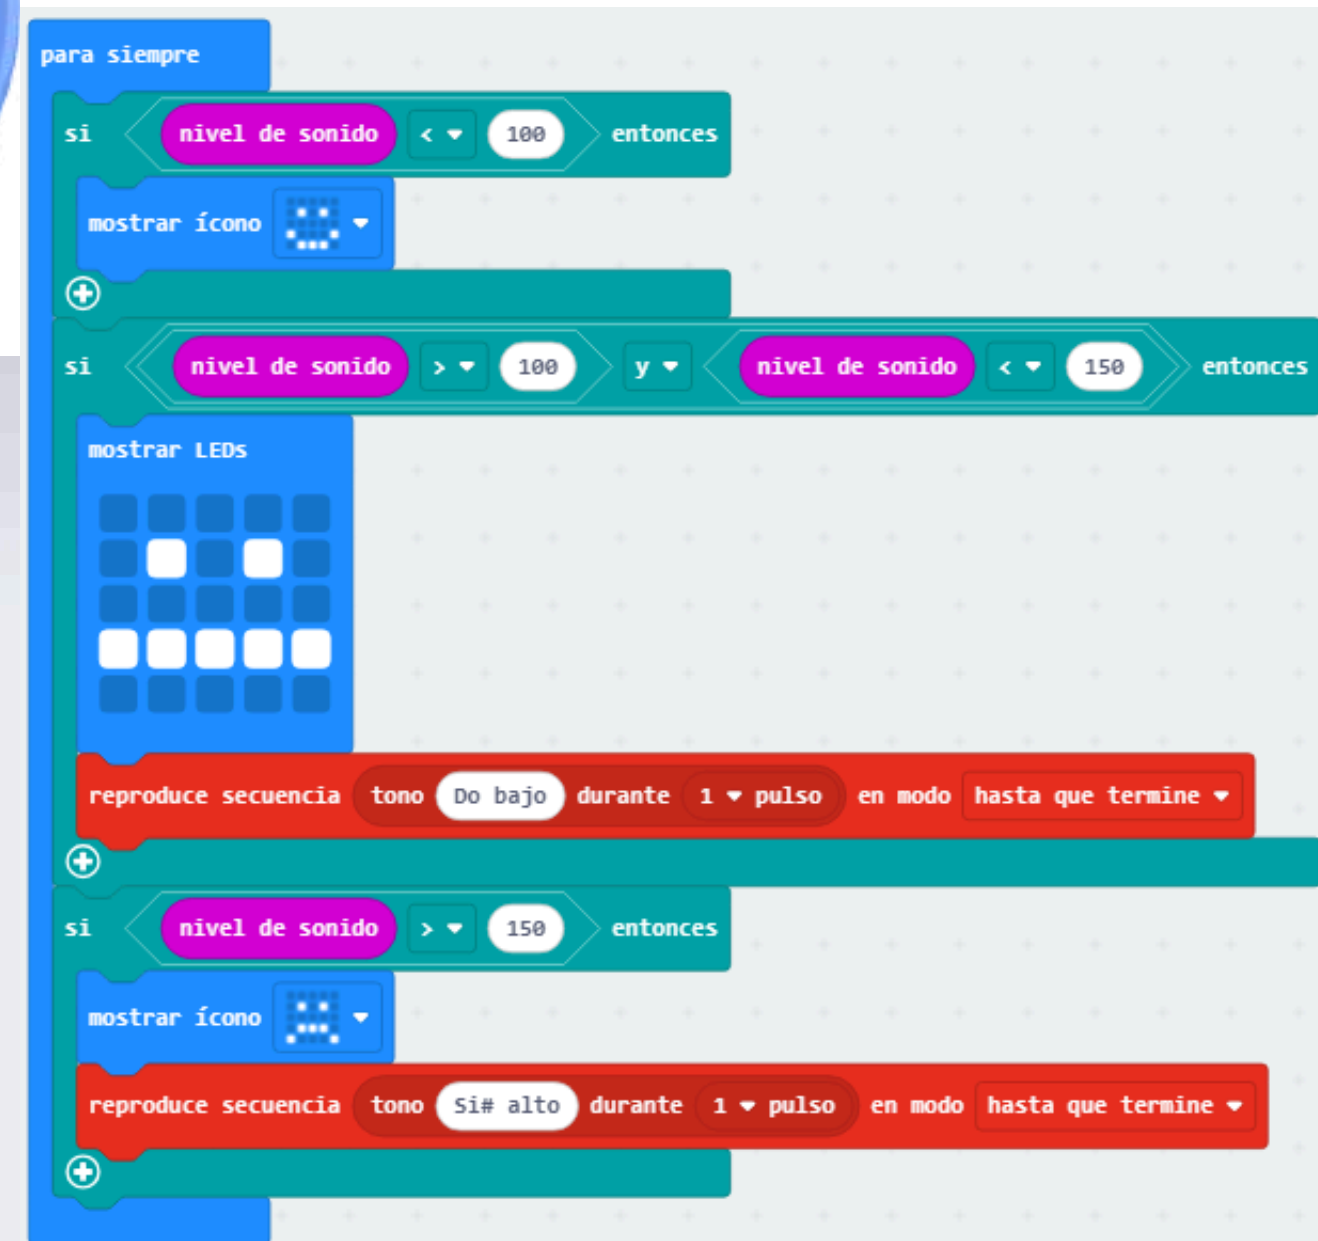 para siempre
si nivel de sonido < 100 entonces
mostrar ícono
si nivel de sonido > 100 y nivel de sonido < 150 entonces
mostrar LEDs
reproduce secuencia tono Do bajo durante 1 pulso en modo hasta que termine
si nivel de sonido > 150 entonces
mostrar ícono
reproduce secuencia tono Si# alto durante 1 pulso en modo hasta que termine